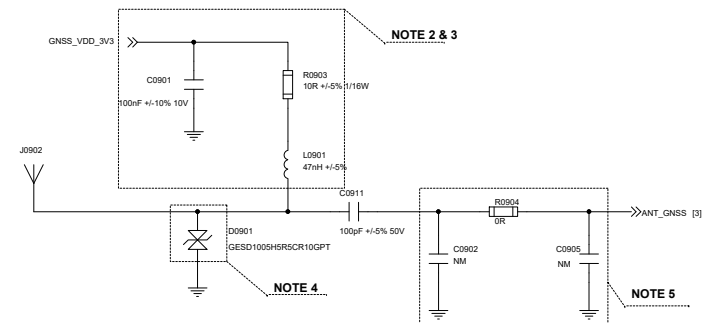 NOTE 2 & 3
GNSS_VDD_3V3
C0901
100nF +/-10% 10V
R0903
10R +/-5% 1/16W
J0902
L0901
47nH +/-5%
C0911
100pF +/-5% 50V
R0904
0R
ANT_GNSS [3]
D0901
GESD1005H5R5CR10GPT
C0902
NM
C0905
NM
NOTE 4
NOTE 5